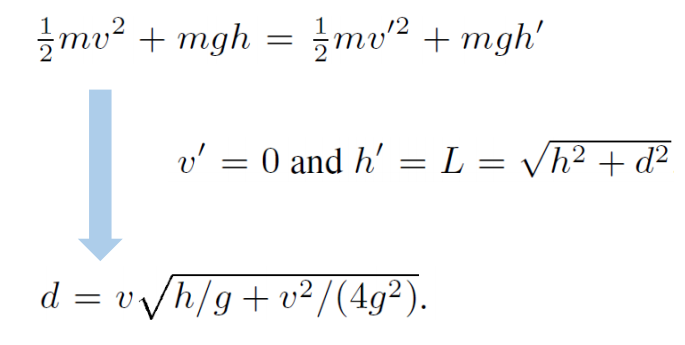 ½mv² + mgh = ½mv′² + mgh′
v′ = 0 and h′ = L = √(h² + d²)
d = v√(h/g + v²/(4g²)).